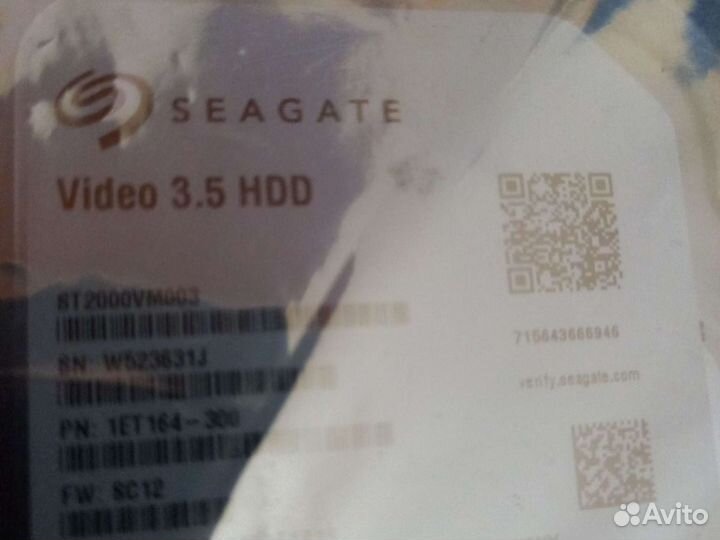 SEAGATE
Video 3.5 HDD
ST2000VM003
715643666946
SN: W523631J
verify.seagate.com
PN: 1ET164-300
FW: SC12
Avito